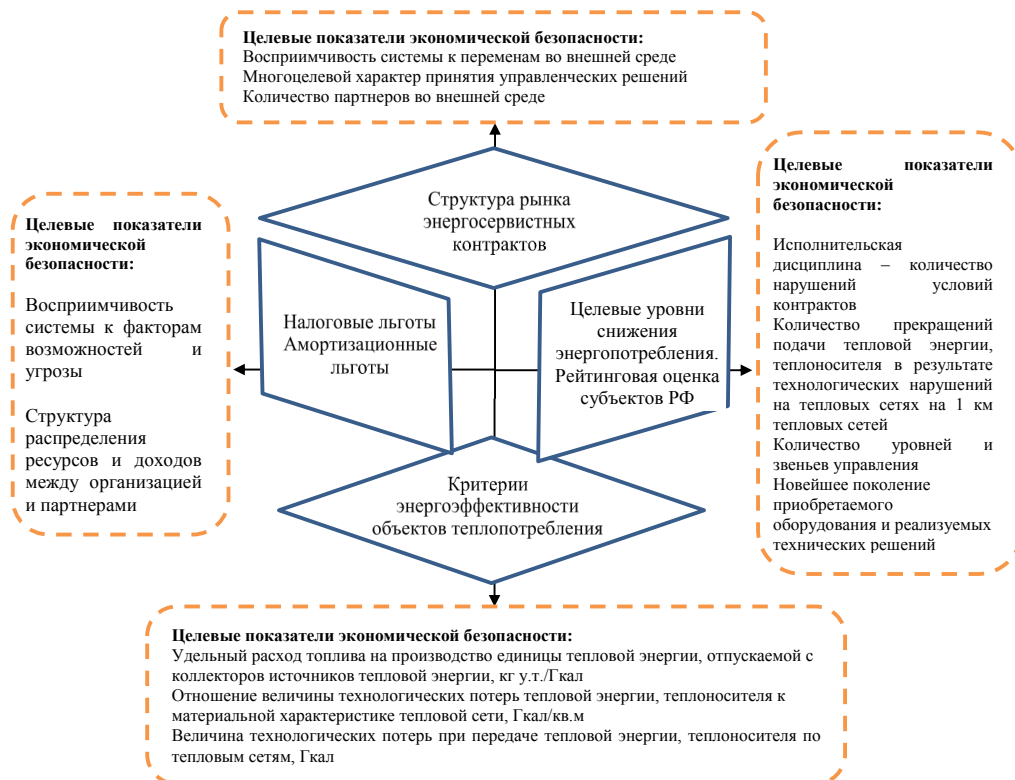 Целевые показатели экономической безопасности:
Восприимчивость системы к переменам во внешней среде
Многоцелевой характер принятия управленческих решений
Количество партнеров во внешней среде
Структура рынка
энергосервистных
контрактов
Целевые показатели
экономической
безопасности:
Восприимчивость
системы к факторам
возможностей и
угрозы
Структура
распределения
ресурсов и доходов
между организацией
и партнерами
Налоговые льготы
Амортизационные
льготы
Целевые уровни
снижения
энергопотребления.
Рейтинговая оценка
субъектов РФ
Целевые показатели
экономической
безопасности:
Исполнительская
дисциплина – количество
нарушений условий
контрактов
Количество прекращений
подачи тепловой энергии,
теплоносителя в результате
технологических нарушений
на тепловых сетях на 1 км
тепловых сетей
Количество уровней и
звеньев управления
Новейшее поколение
приобретаемого
оборудования и реализуемых
технических решений
Критерии
энергоэффективности
объектов теплопотребления
Целевые показатели экономической безопасности:
Удельный расход топлива на производство единицы тепловой энергии, отпускаемой с
коллекторов источников тепловой энергии, кг у.т./Гкал
Отношение величины технологических потерь тепловой энергии, теплоносителя к
материальной характеристике тепловой сети, Гкал/кв.м
Величина технологических потерь при передаче тепловой энергии, теплоносителя по
тепловым сетям, Гкал